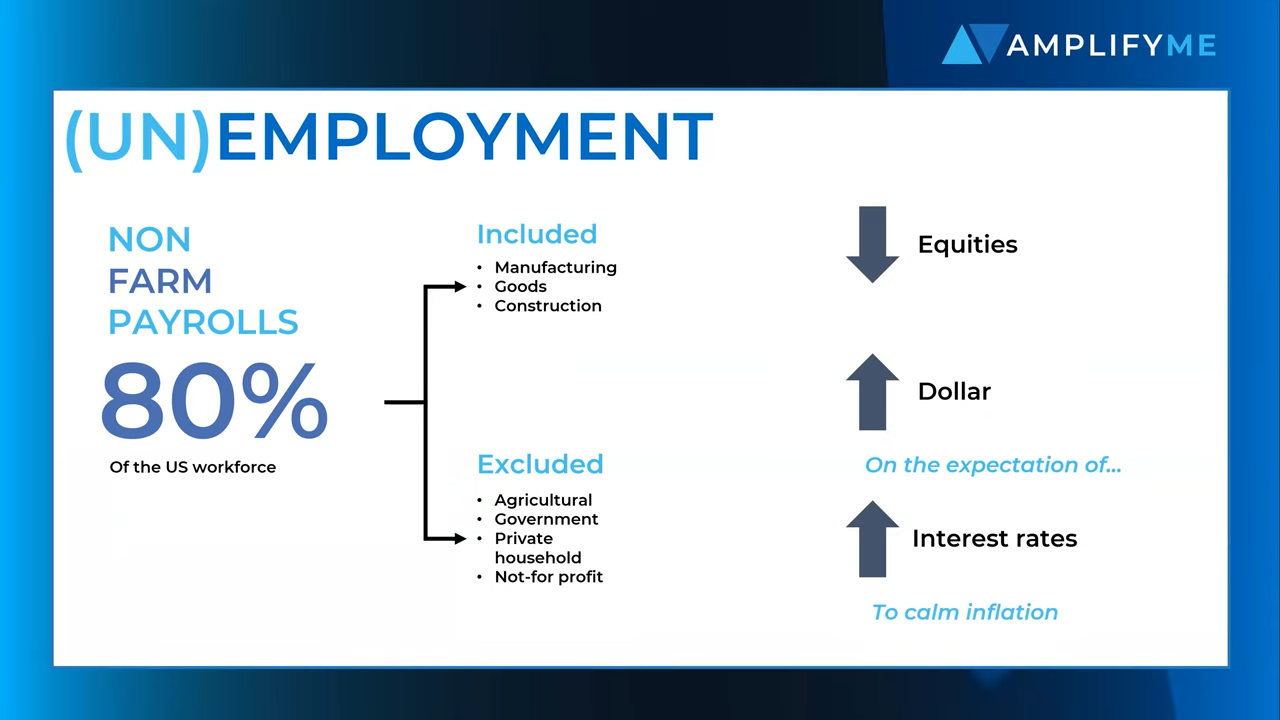 AMPLIFYME
(UN)EMPLOYMENT
NON
FARM
PAYROLLS
80%
Of the US workforce
Included
• Manufacturing
• Goods
• Construction
Excluded
• Agricultural
• Government
• Private
household
• Not-for profit
Equities
Dollar
On the expectation of...
Interest rates
To calm inflation